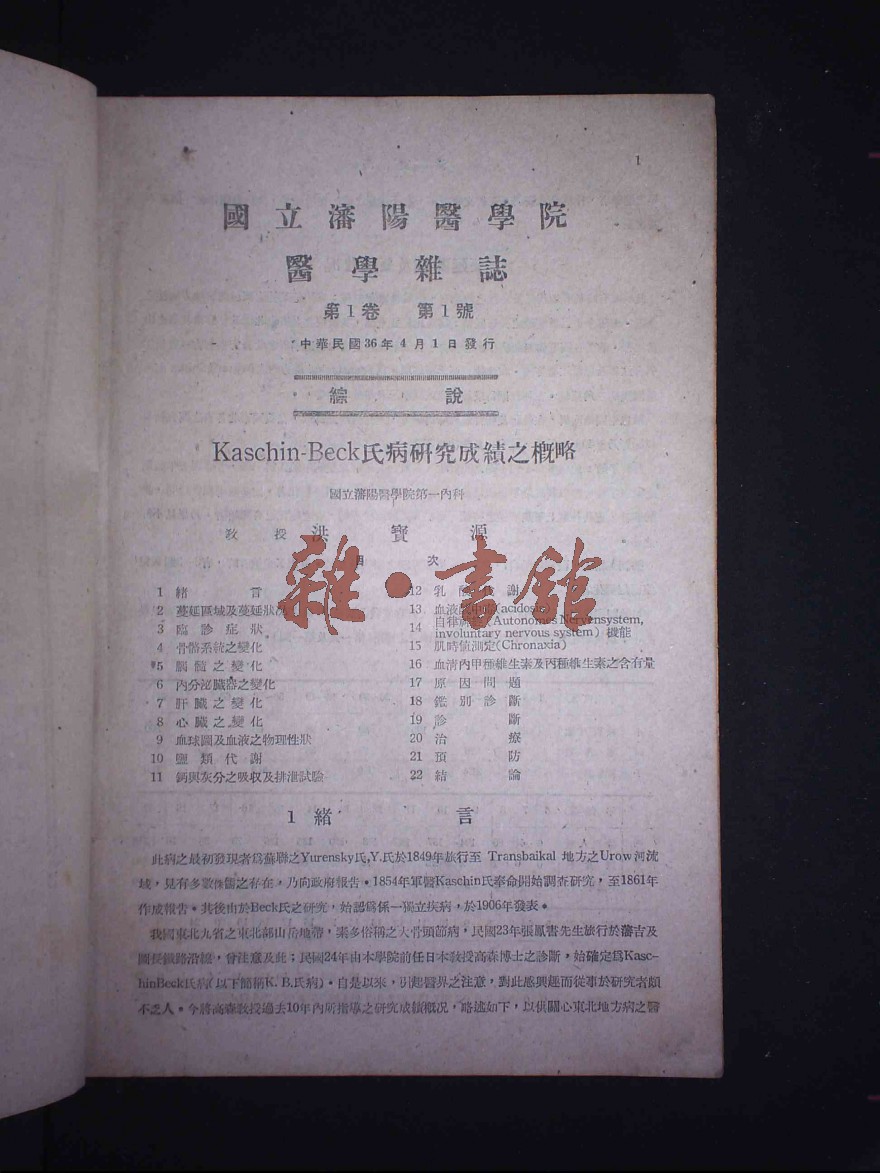 1
國立瀋陽醫學院
醫學雜誌
第1卷 第1號
中華民國36年4月1日發行
綜說
Kaschin-Beck氏病研究成績之概略
國立瀋陽醫學院第一內科
教授 洪寶源
目次
雜·書館
1 緒言
2 蔓延區域及蔓延狀況
3 臨診症狀
4 骨骼系統之變化
5 腦髓之變化
6 內分泌臟器之變化
7 肝臟之變化
8 心臟之變化
9 血球圖及血液之物理性狀
10 鹽類代謝
11 鈣與灰分之吸収及排泄試驗
12 乳酸代謝
13 血液酸中毒(acidosis)
14 自律神經(Autonomes Nervensystem, involuntary nervous system)機能
15 肌時値測定(Chronaxia)
16 血清內甲種維生素及丙種維生素之含有量
17 原因問題
18 鑑別診斷
19 診斷
20 治療
21 預防
22 結論
1 緒言
此病之最初發現者爲蘇聯之Yurensky氏,Y.氏於1849年旅行至 Transbaikal 地方之Urow河流
域,見有多數侏儒之存在,乃向政府報告。1854年軍醫Kaschin氏奉命開始調查研究,至1861年
作成報告。其後由於Beck氏之研究,始認爲係一獨立疾病,於1906年發表。
我國東北九省之東北部山岳地帶,素多俗稱之大骨頭節病,民國23年張鳳書先生旅行於藩吉及
圖長鐵路沿線,曾注意及此;民國24年由本學院前任日本教授高森博士之診斷,始確定爲Kasc-
hinBeck氏病(以下簡稱K. B.氏病)。自是以來,引起醫界之注意,對此感興趣而從事於研究者頗
不乏人。今將高森教授過去10年內所指導之研究成績概況,略述如下,以供關心東北地方病之醫